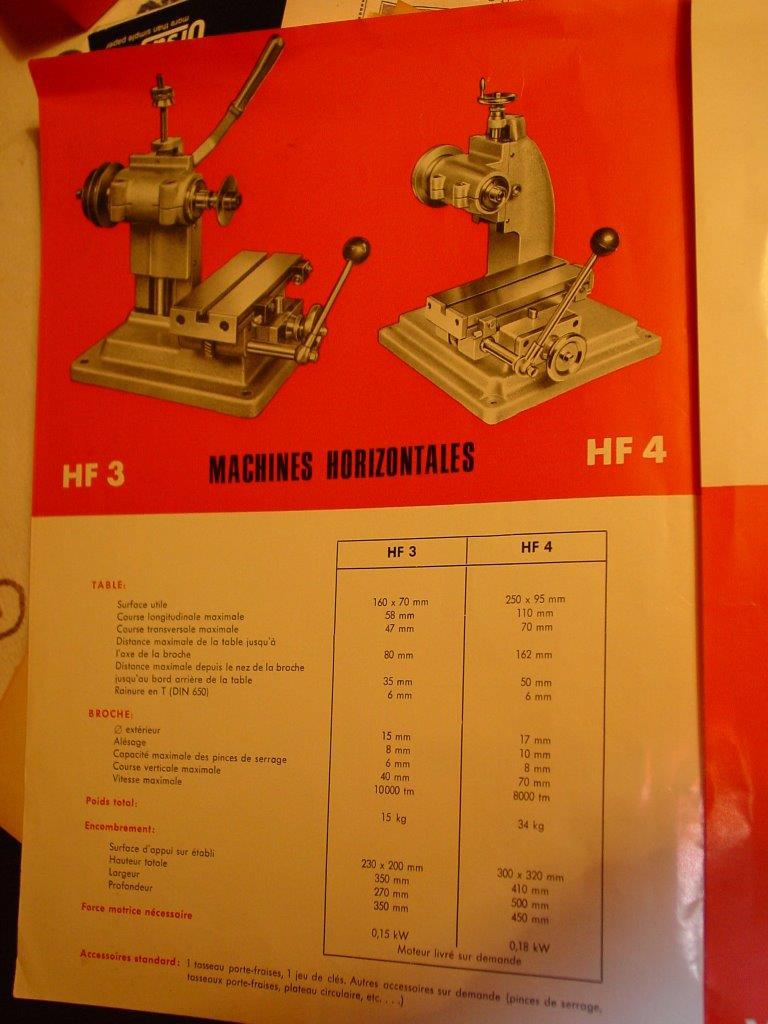 URSUS
more than simple paper
HF 3
MACHINES HORIZONTALES
HF 4
HF 3 HF 4
TABLE:
Surface utile 160 x 70 mm 250 x 95 mm
Course longitudinale maximale 58 mm 110 mm
Course transversale maximale 47 mm 70 mm
Distance maximale de la table jusqu'à
l'axe de la broche 80 mm 162 mm
Distance maximale depuis le nez de la broche
jusqu'au bord arrière de la table 35 mm 50 mm
Rainure en T (DIN 650) 6 mm 6 mm
BROCHE:
∅ extérieur 15 mm 17 mm
Alésage 8 mm 10 mm
Capacité maximale des pinces de serrage 6 mm 8 mm
Course verticale maximale 40 mm 70 mm
Vitesse maximale 10000 tm 8000 tm
Poids total: 15 kg 34 kg
Encombrement:
Surface d'appui sur établi 230 x 200 mm 300 x 320 mm
Hauteur totale 350 mm 410 mm
Largeur 270 mm 500 mm
Profondeur 350 mm 450 mm
Force motrice nécessaire 0,15 kW 0,18 kW
Moteur livré sur demande
Accessoires standard: 1 tasseau porte-fraises, 1 jeu de clés. Autres accessoires sur demande (pinces de serrage,
tasseaux porte-fraises, plateau circulaire, etc. . . .)